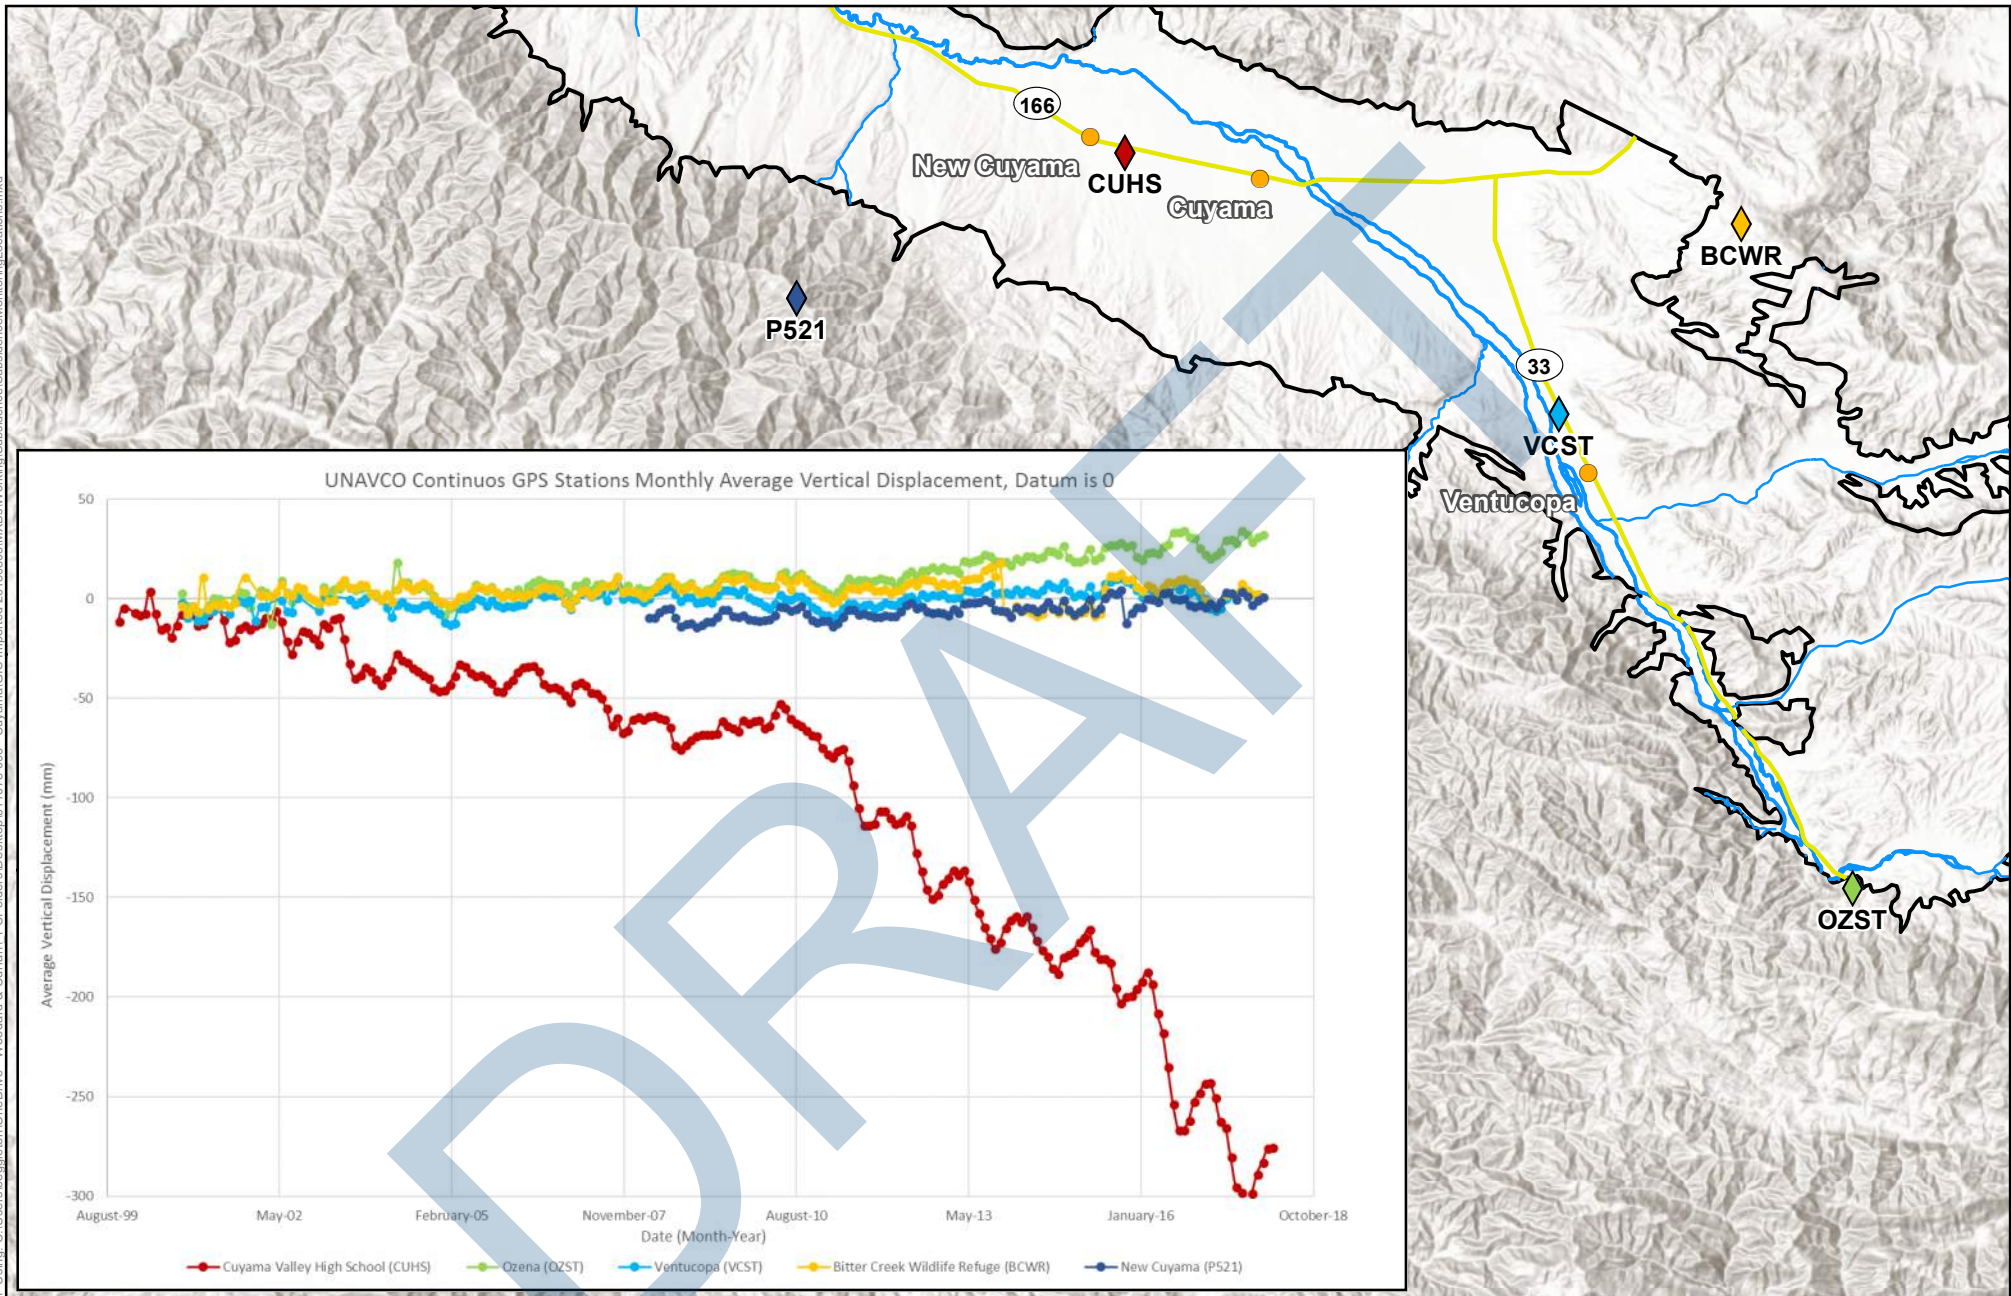 166
New Cuyama
CUHS
Cuyama
BCWR
P521
33
VCST
Ventucopa
OZST
DRAFT
UNAVCO Continuos GPS Stations Monthly Average Vertical Displacement, Datum is 0
Average Vertical Displacement (mm)
50
0
-50
-100
-150
-200
-250
-300
August-99 May-02 February-05 November-07 August-10 May-13 January-16 October-18
Date (Month-Year)
Cuyama Valley High School (CUHS) Ozena (OZST) Ventucopa (VCST) Bitter Creek Wildlife Refuge (BCWR) New Cuyama (P521)